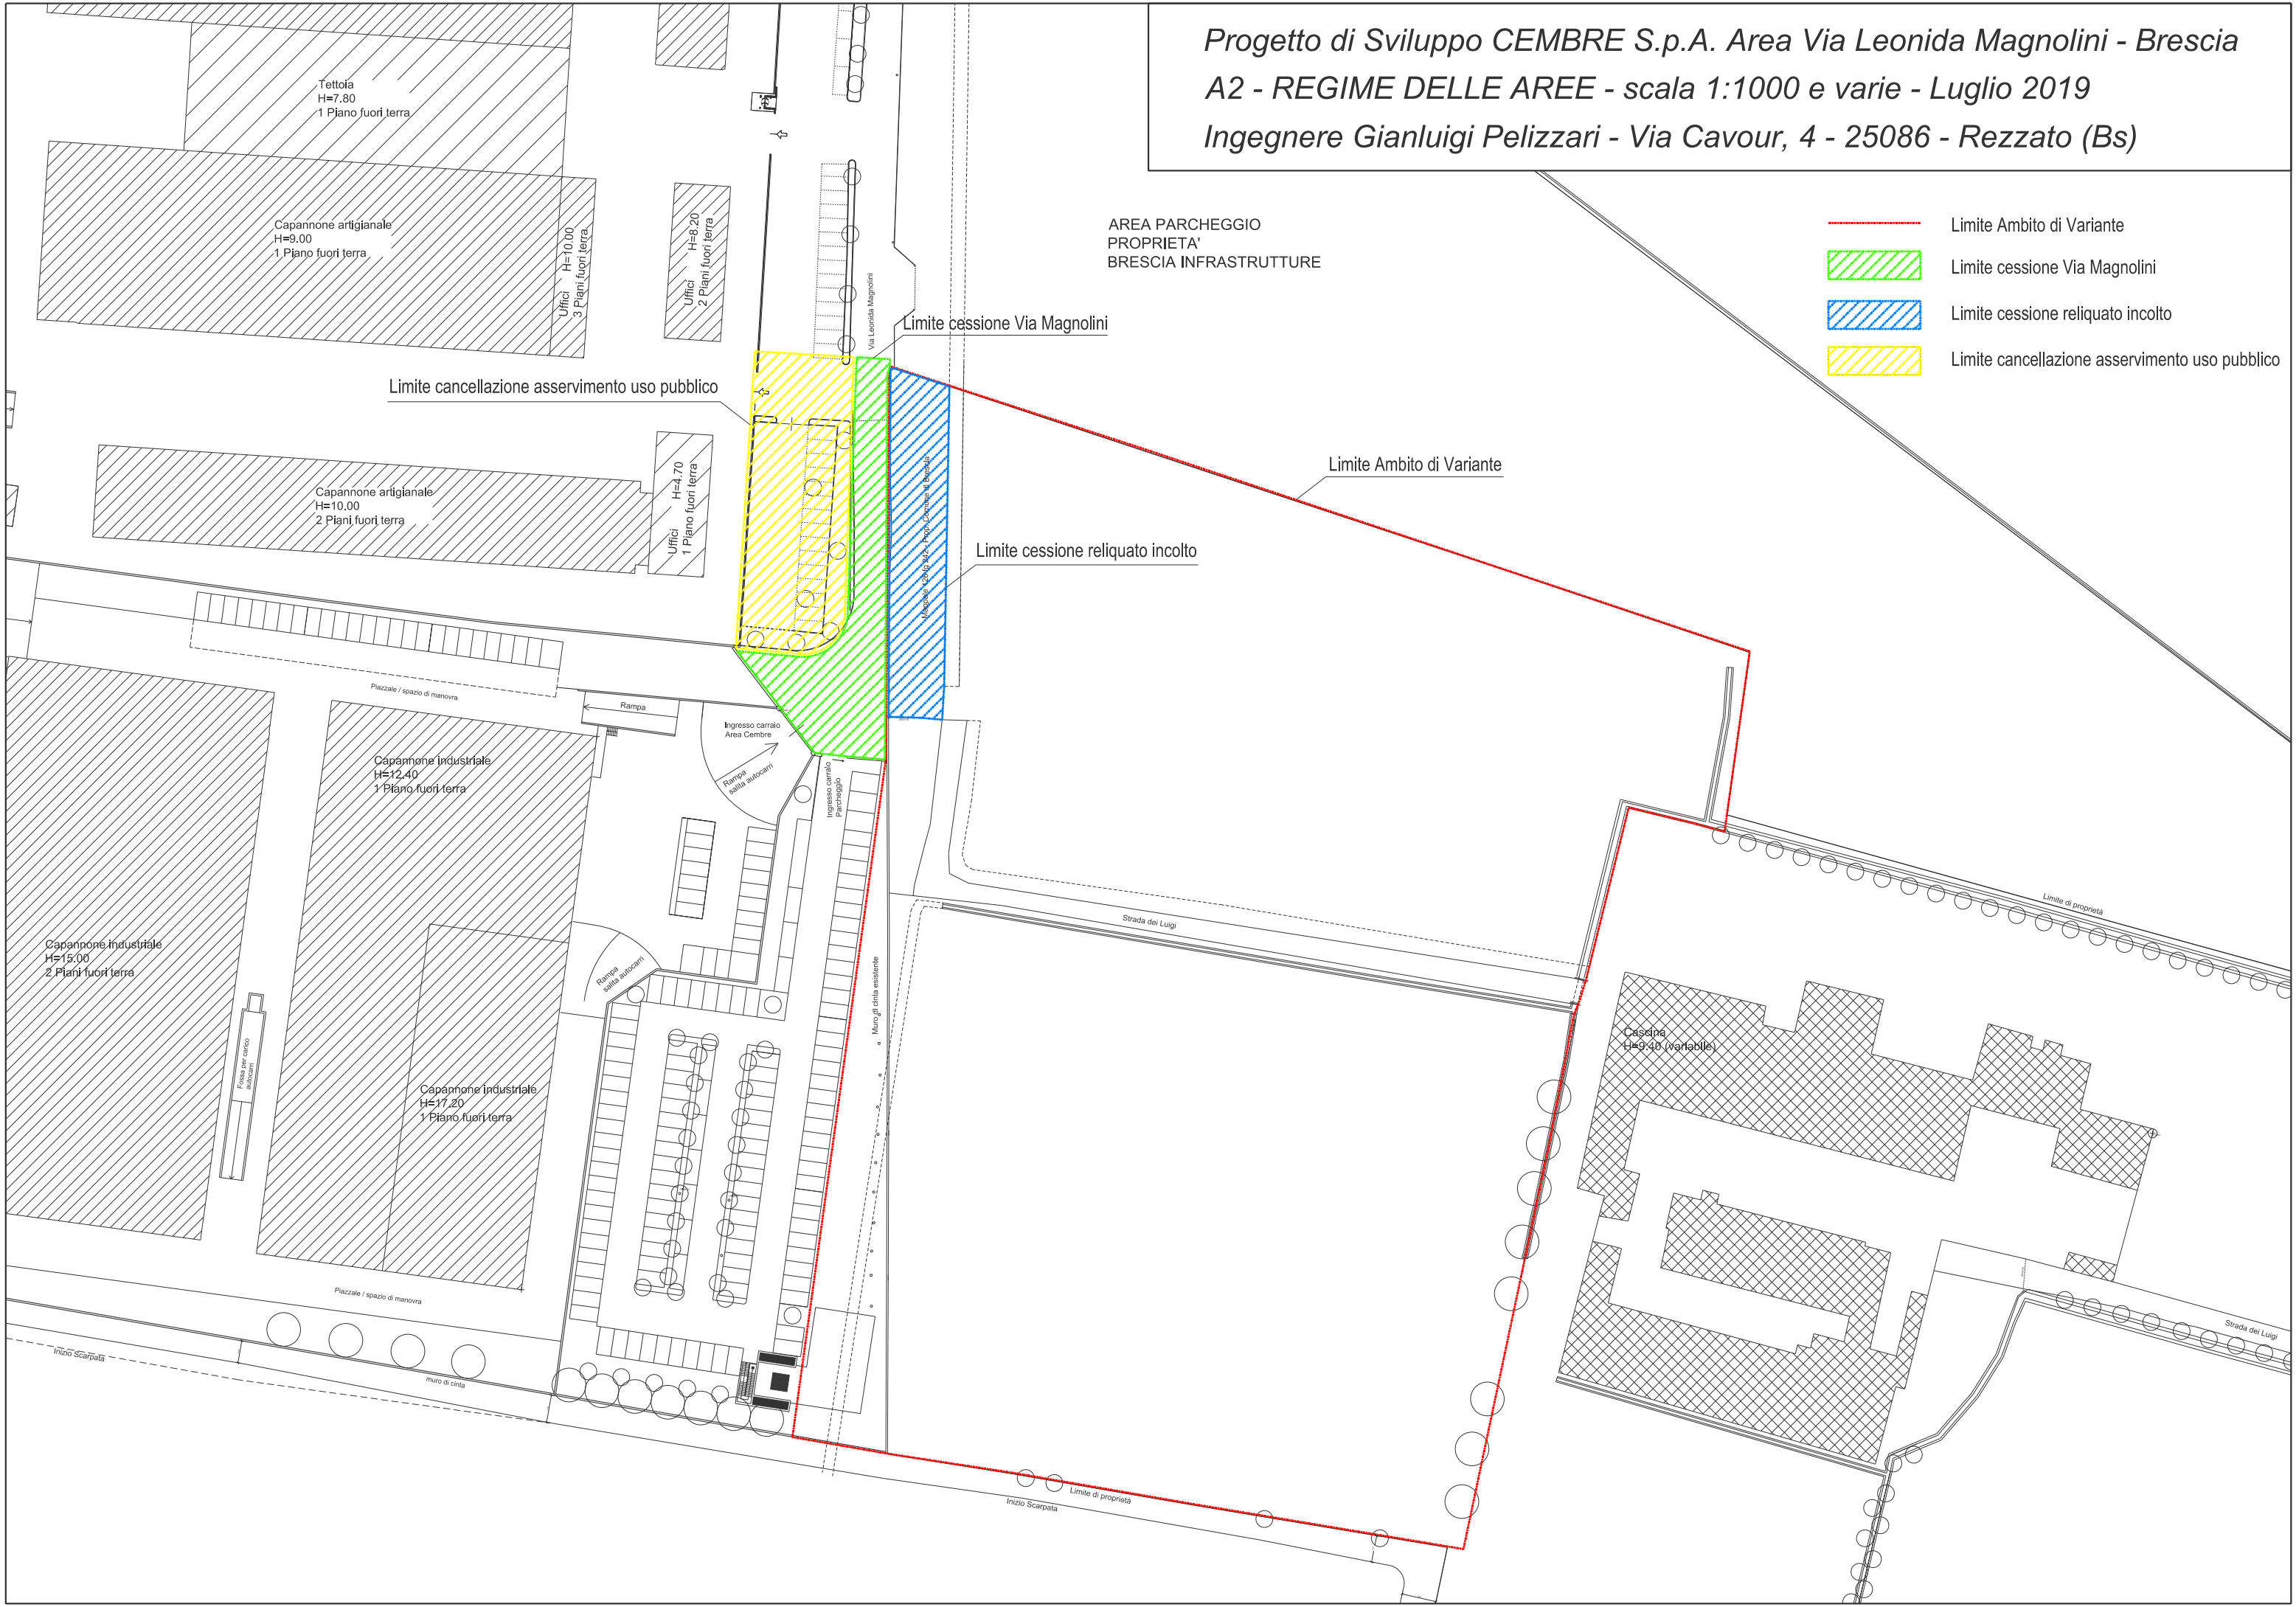 Progetto di Sviluppo CEMBRE S.p.A. Area Via Leonida Magnolini - Brescia
A2 - REGIME DELLE AREE - scala 1:1000 e varie - Luglio 2019
Ingegnere Gianluigi Pelizzari - Via Cavour, 4 - 25086 - Rezzato (Bs)
Limite Ambito di Variante
Limite cessione Via Magnolini
Limite cessione reliquato incolto
Limite cancellazione asservimento uso pubblico
AREA PARCHEGGIO
PROPRIETA'
BRESCIA INFRASTRUTTURE
Tettoia
H=7.80
1 Piano fuori terra
Capannone artigianale
H=9.00
1 Piano fuori terra
Uffici H=10.00
3 Piani fuori terra
Uffici H=8.20
2 Piani fuori terra
Via Leonida Magnolini
Limite cessione Via Magnolini
Limite cancellazione asservimento uso pubblico
Limite Ambito di Variante
Capannone artigianale
H=10.00
2 Piani fuori terra
Uffici H=4.70
1 Piano fuori terra
Limite cessione reliquato incolto
Piazzale / spazio di manovra
Rampa
Ingresso carraio
Area Cembre
Rampa
salita autocarri
Ingresso carraio
Parcheggio
Capannone industriale
H=12.40
1 Piano fuori terra
Capannone industriale
H=15.00
2 Piani fuori terra
Rampa
salita autocarri
Muro di cinta esistente
Strada dei Luigi
Limite di proprietà
Cascina
H=9.40 (variabile)
Fossa per carico
autocarri
Capannone industriale
H=17.20
1 Piano fuori terra
Piazzale / spazio di manovra
Inizio Scarpata
muro di cinta
Limite di proprietà
Inizio Scarpata
Strada dei Luigi